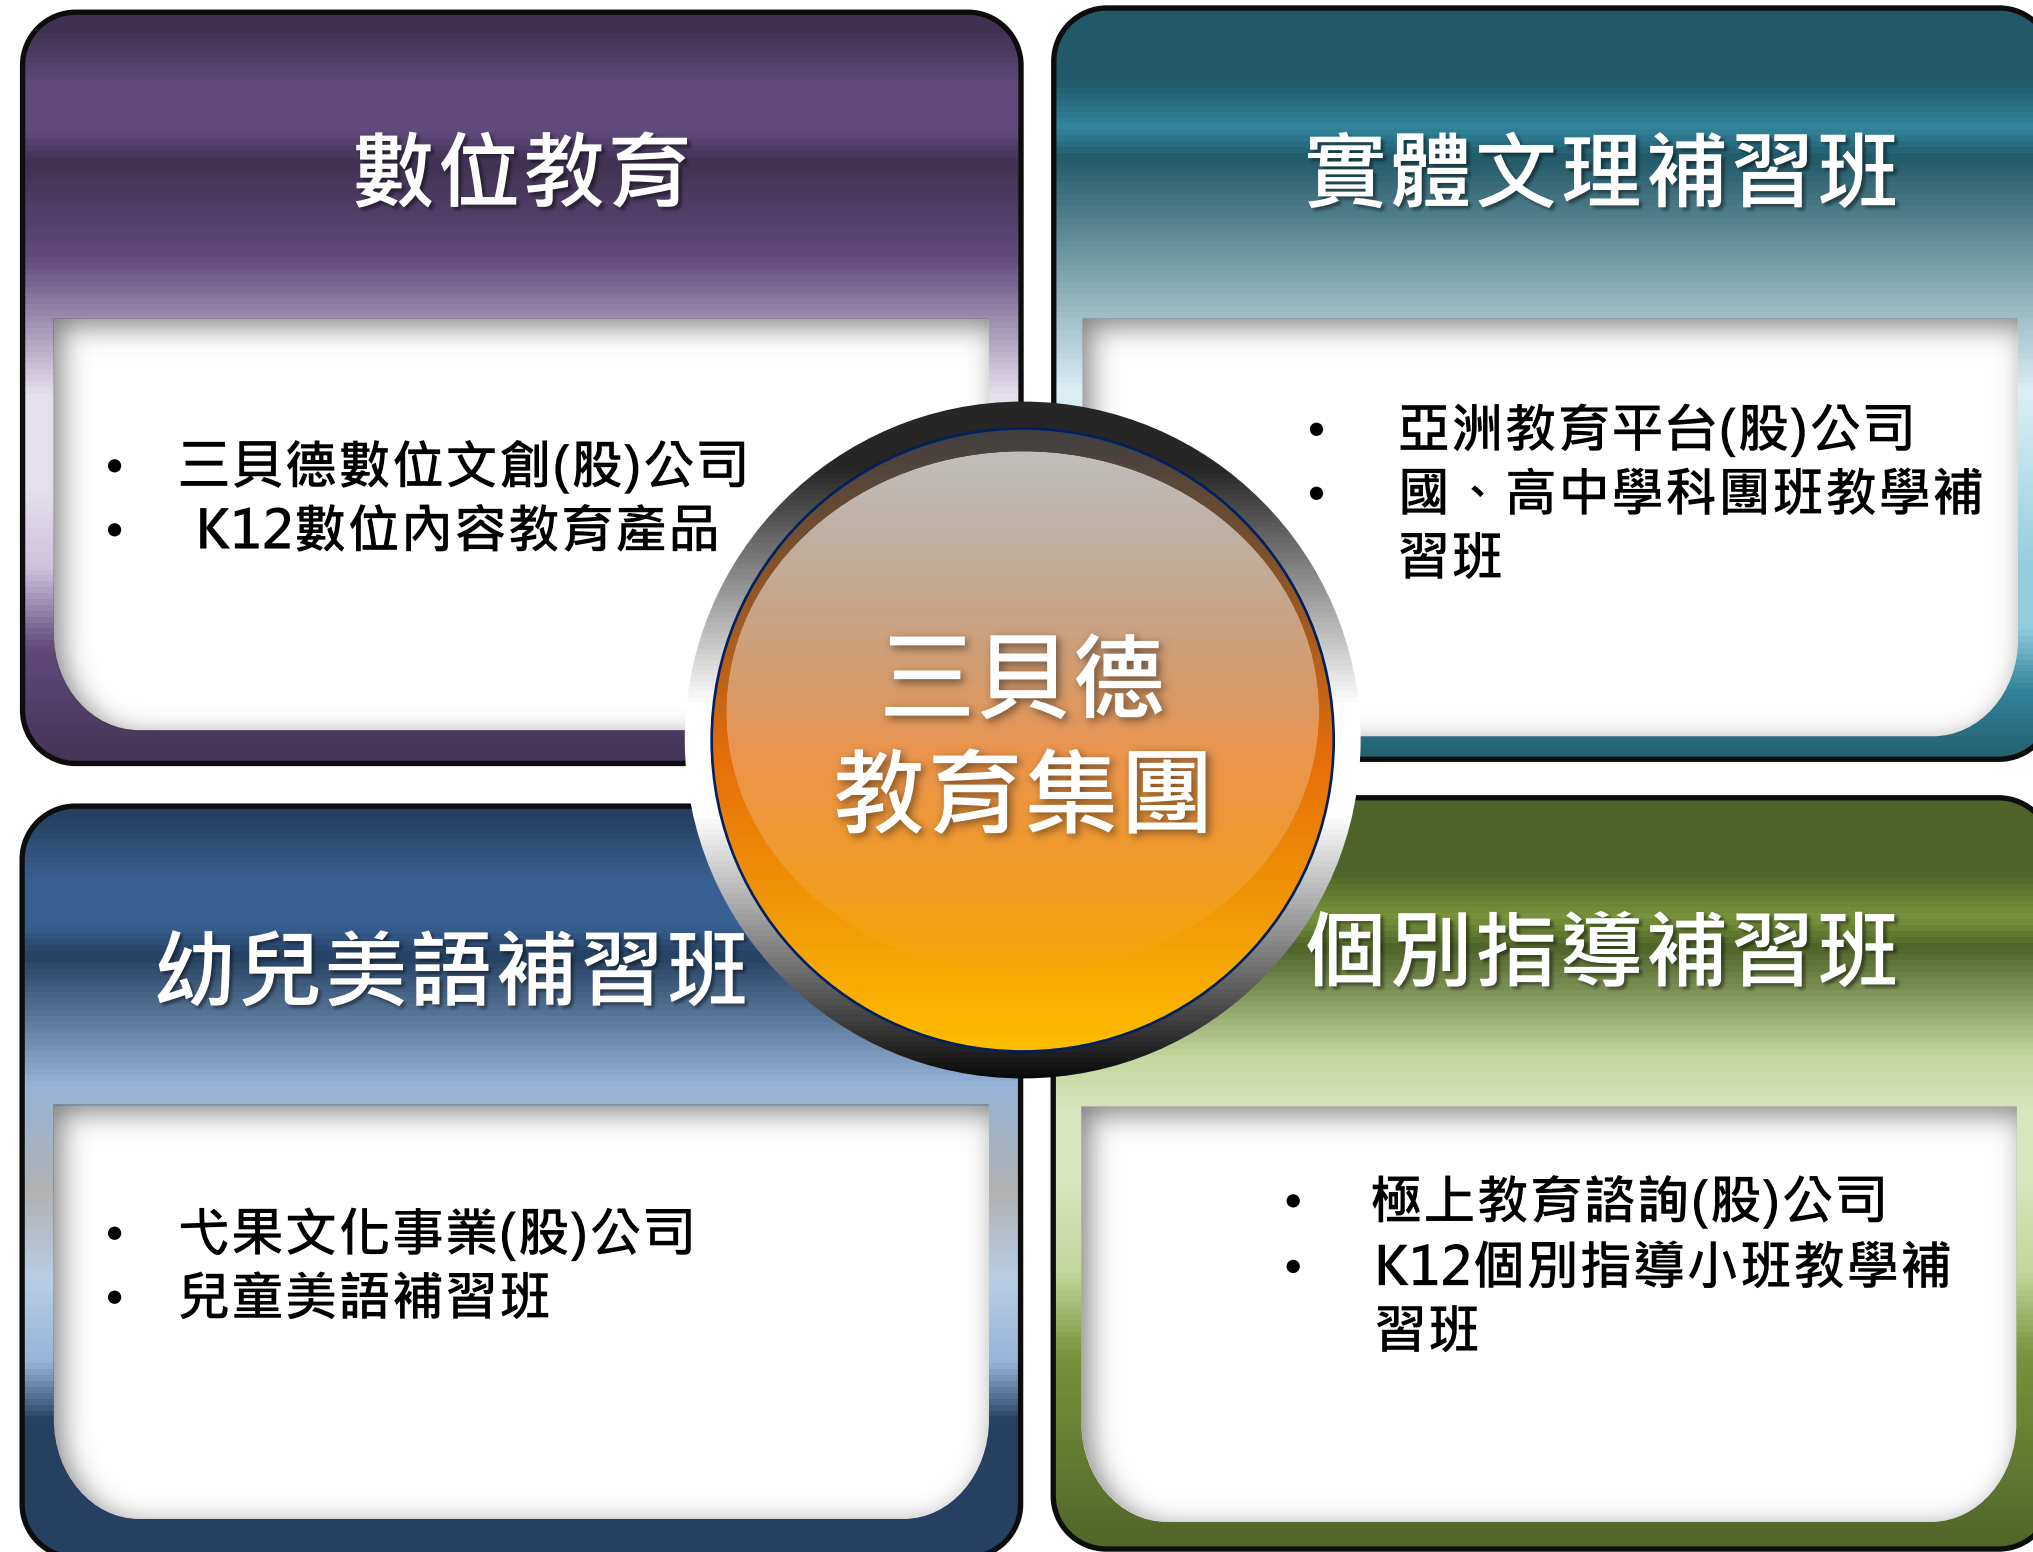 數位教育
• 三貝德數位文創(股)公司
• K12數位內容教育產品
實體文理補習班
• 亞洲教育平台(股)公司
• 國、高中學科團班教學補
習班
三貝德
教育集團
幼兒美語補習班
• 弋果文化事業(股)公司
• 兒童美語補習班
個別指導補習班
• 極上教育諮詢(股)公司
• K12個別指導小班教學補
習班